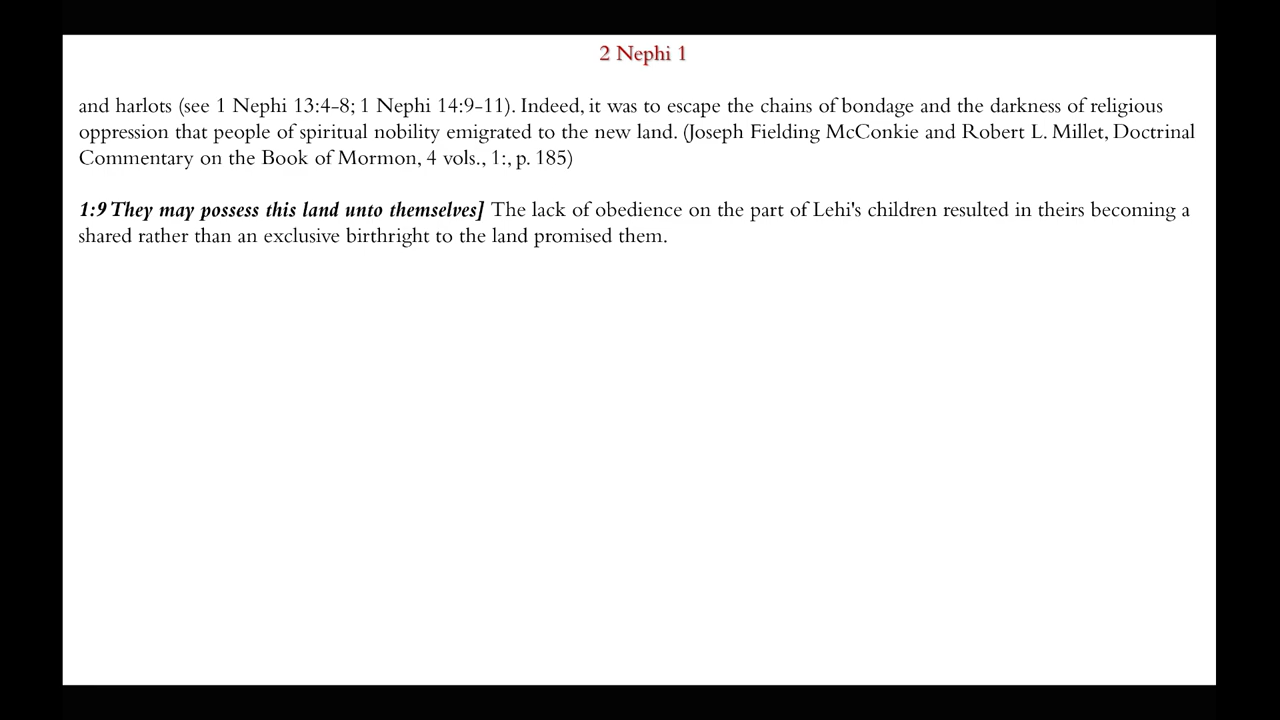 2 Nephi 1
and harlots (see 1 Nephi 13:4-8; 1 Nephi 14:9-11). Indeed, it was to escape the chains of bondage and the darkness of religious
oppression that people of spiritual nobility emigrated to the new land. (Joseph Fielding McConkie and Robert L. Millet, Doctrinal
Commentary on the Book of Mormon, 4 vols., 1:, p. 185)
1:9 They may possess this land unto themselves] The lack of obedience on the part of Lehi's children resulted in theirs becoming a
shared rather than an exclusive birthright to the land promised them.